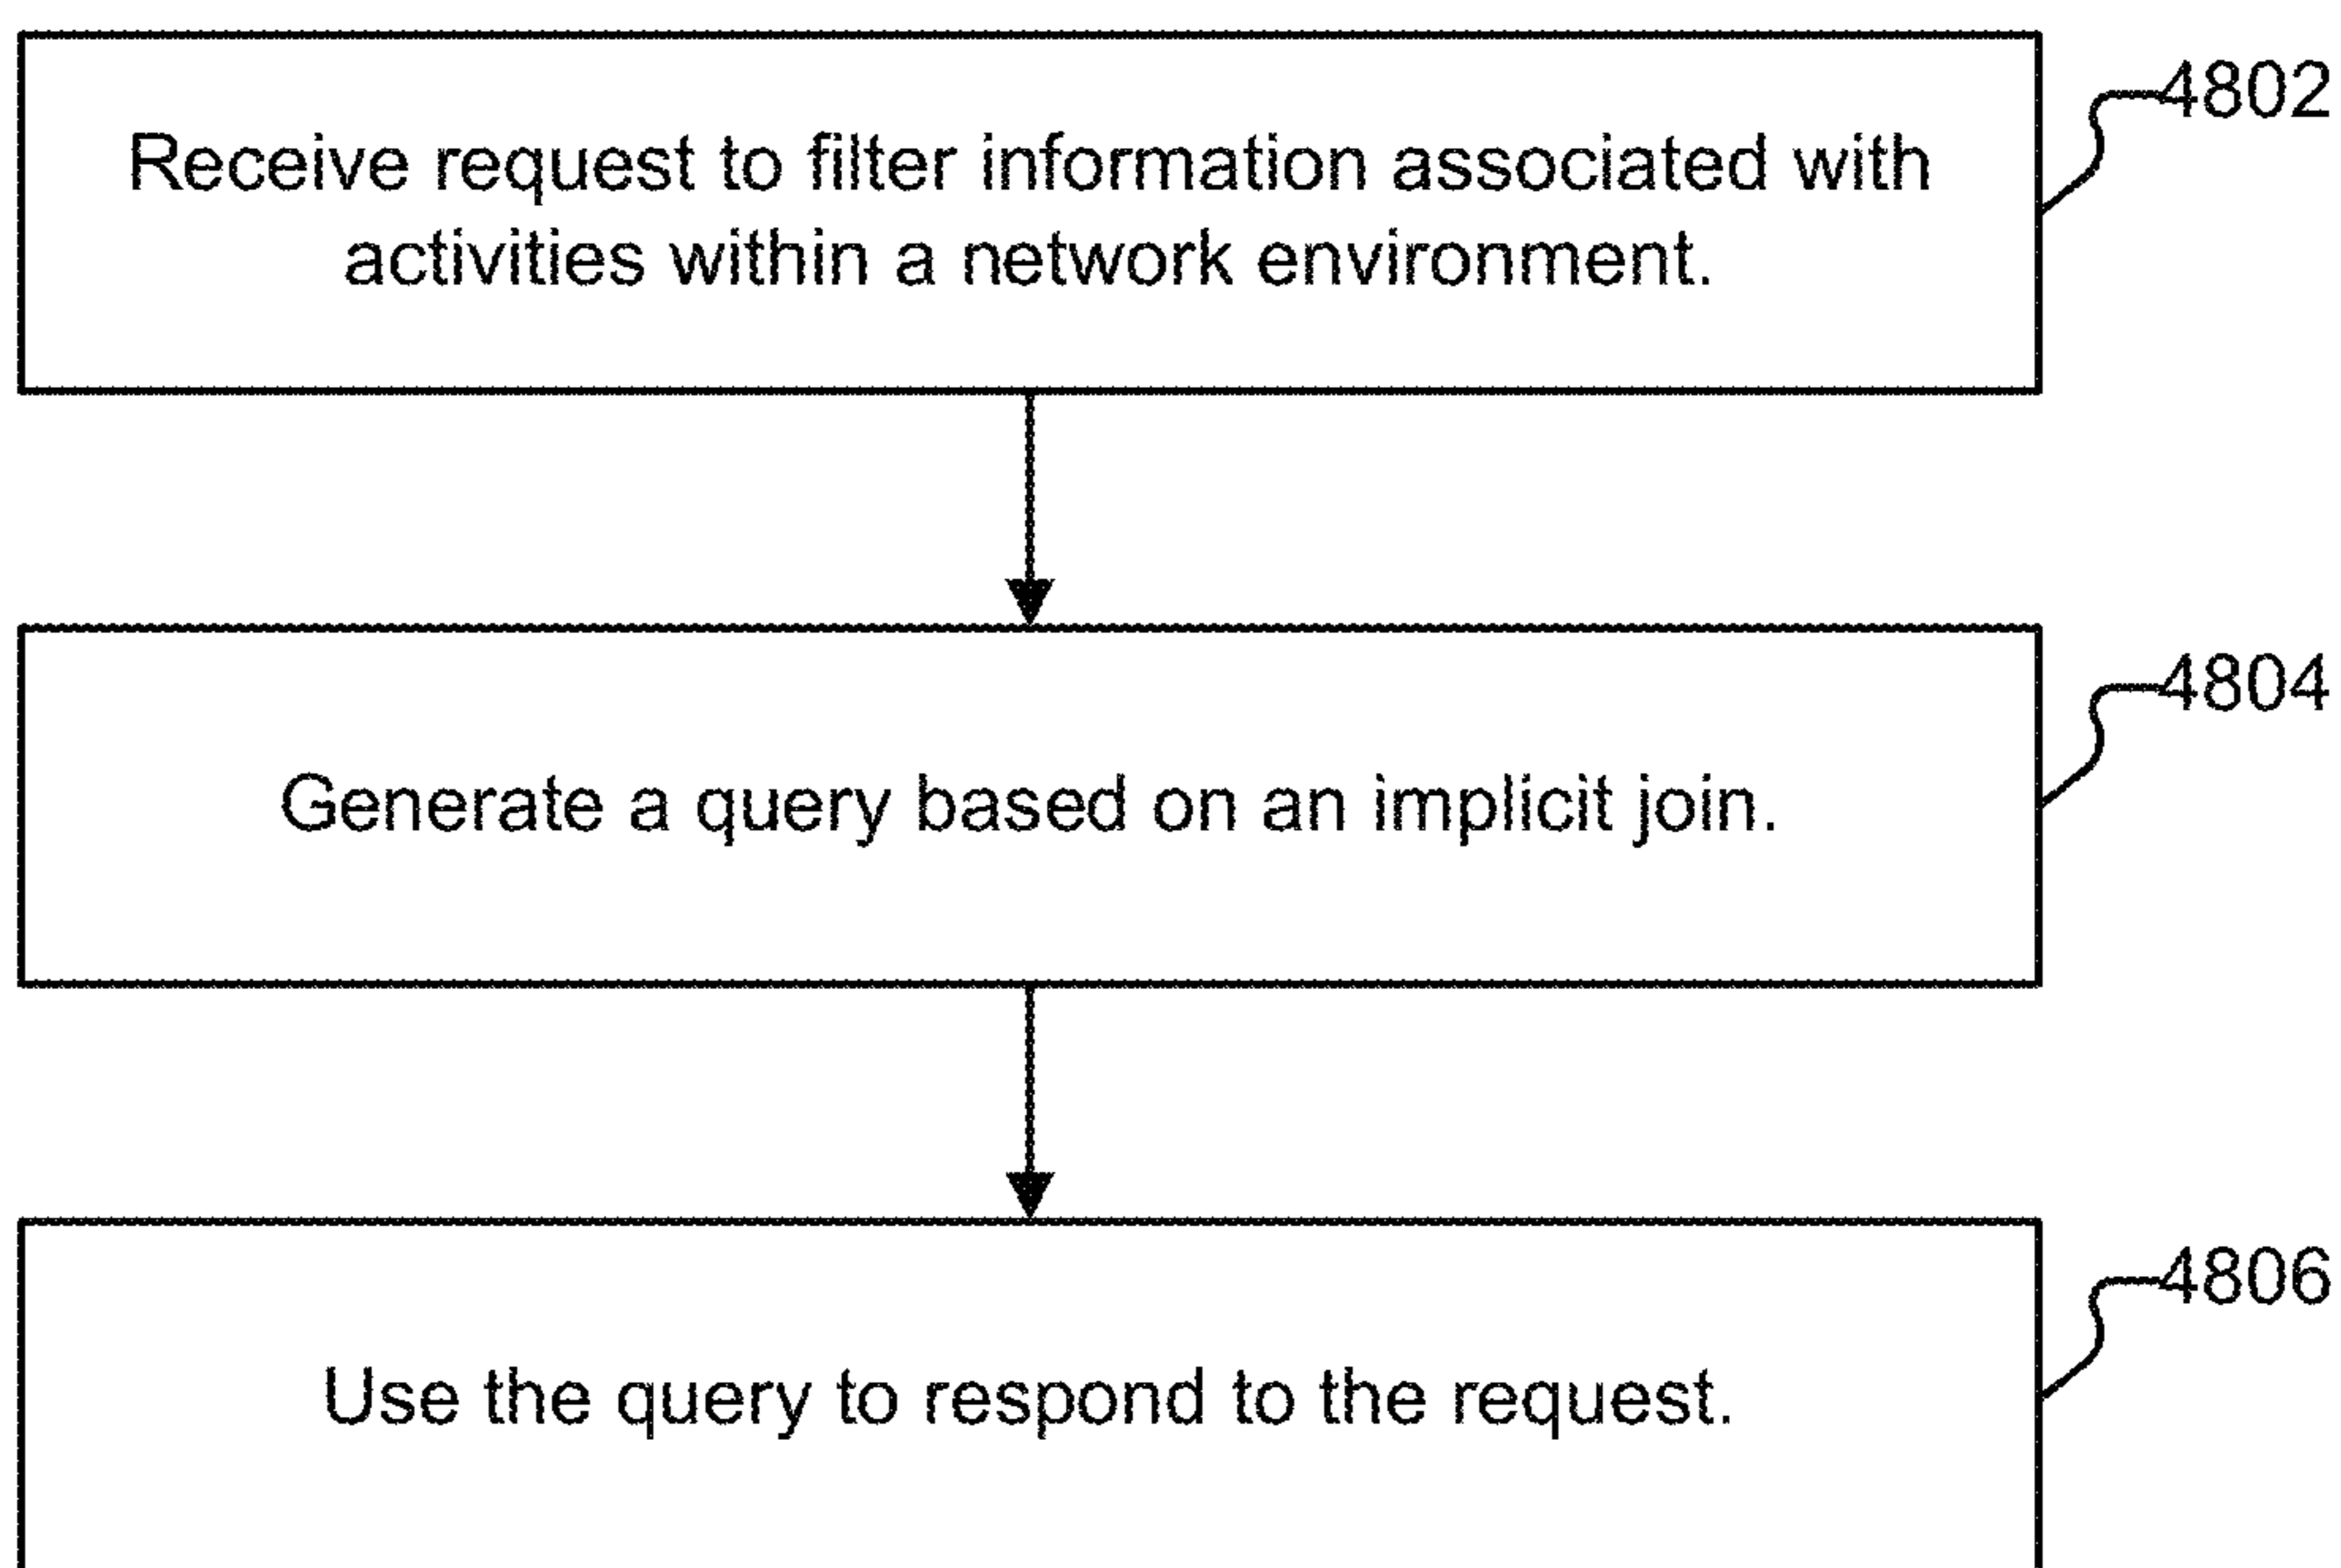 4802
Receive request to filter information associated with
activities within a network environment.
4804
Generate a query based on an implicit join.
4806
Use the query to respond to the request.